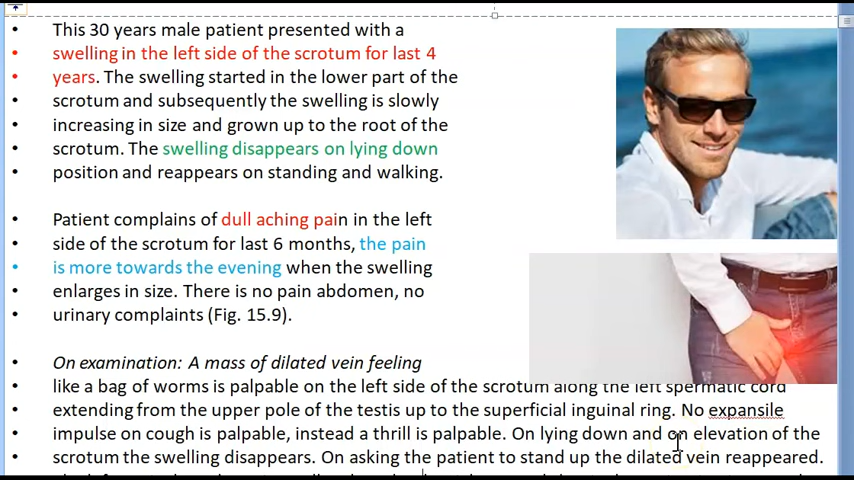 This 30 years male patient presented with a
swelling in the left side of the scrotum for last 4
years. The swelling started in the lower part of the
scrotum and subsequently the swelling is slowly
increasing in size and grown up to the root of the
scrotum. The swelling disappears on lying down
position and reappears on standing and walking.
Patient complains of dull aching pain in the left
side of the scrotum for last 6 months, the pain
is more towards the evening when the swelling
enlarges in size. There is no pain abdomen, no
urinary complaints (Fig. 15.9).
On examination: A mass of dilated vein feeling
like a bag of worms is palpable on the left side of the scrotum along the left spermatic cord
extending from the upper pole of the testis up to the superficial inguinal ring. No expansile
impulse on cough is palpable, instead a thrill is palpable. On lying down and on elevation of the
scrotum the swelling disappears. On asking the patient to stand up the dilated vein reappeared.